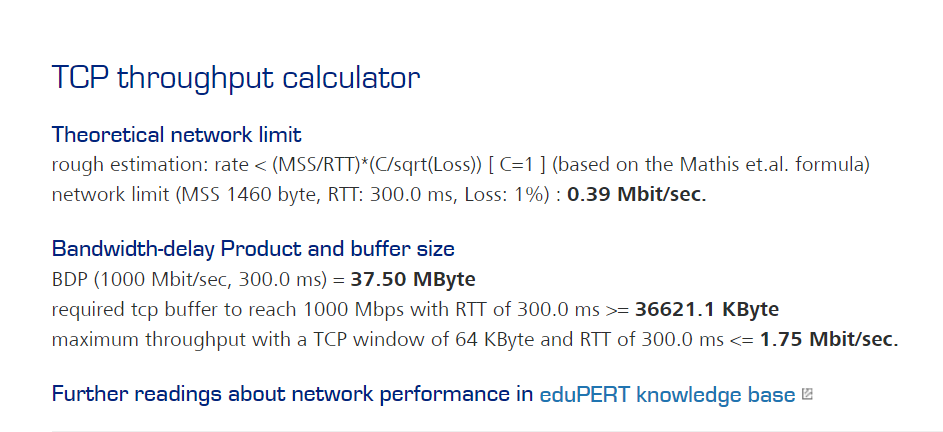 TCP throughput calculator
Theoretical network limit
rough estimation: rate < (MSS/RTT)*(C/sqrt(Loss)) [ C=1 ] (based on the Mathis et.al. formula)
network limit (MSS 1460 byte, RTT: 300.0 ms, Loss: 1%) : 0.39 Mbit/sec.
Bandwidth-delay Product and buffer size
BDP (1000 Mbit/sec, 300.0 ms) = 37.50 MByte
required tcp buffer to reach 1000 Mbps with RTT of 300.0 ms >= 36621.1 KByte
maximum throughput with a TCP window of 64 KByte and RTT of 300.0 ms <= 1.75 Mbit/sec.
Further readings about network performance in eduPERT knowledge base